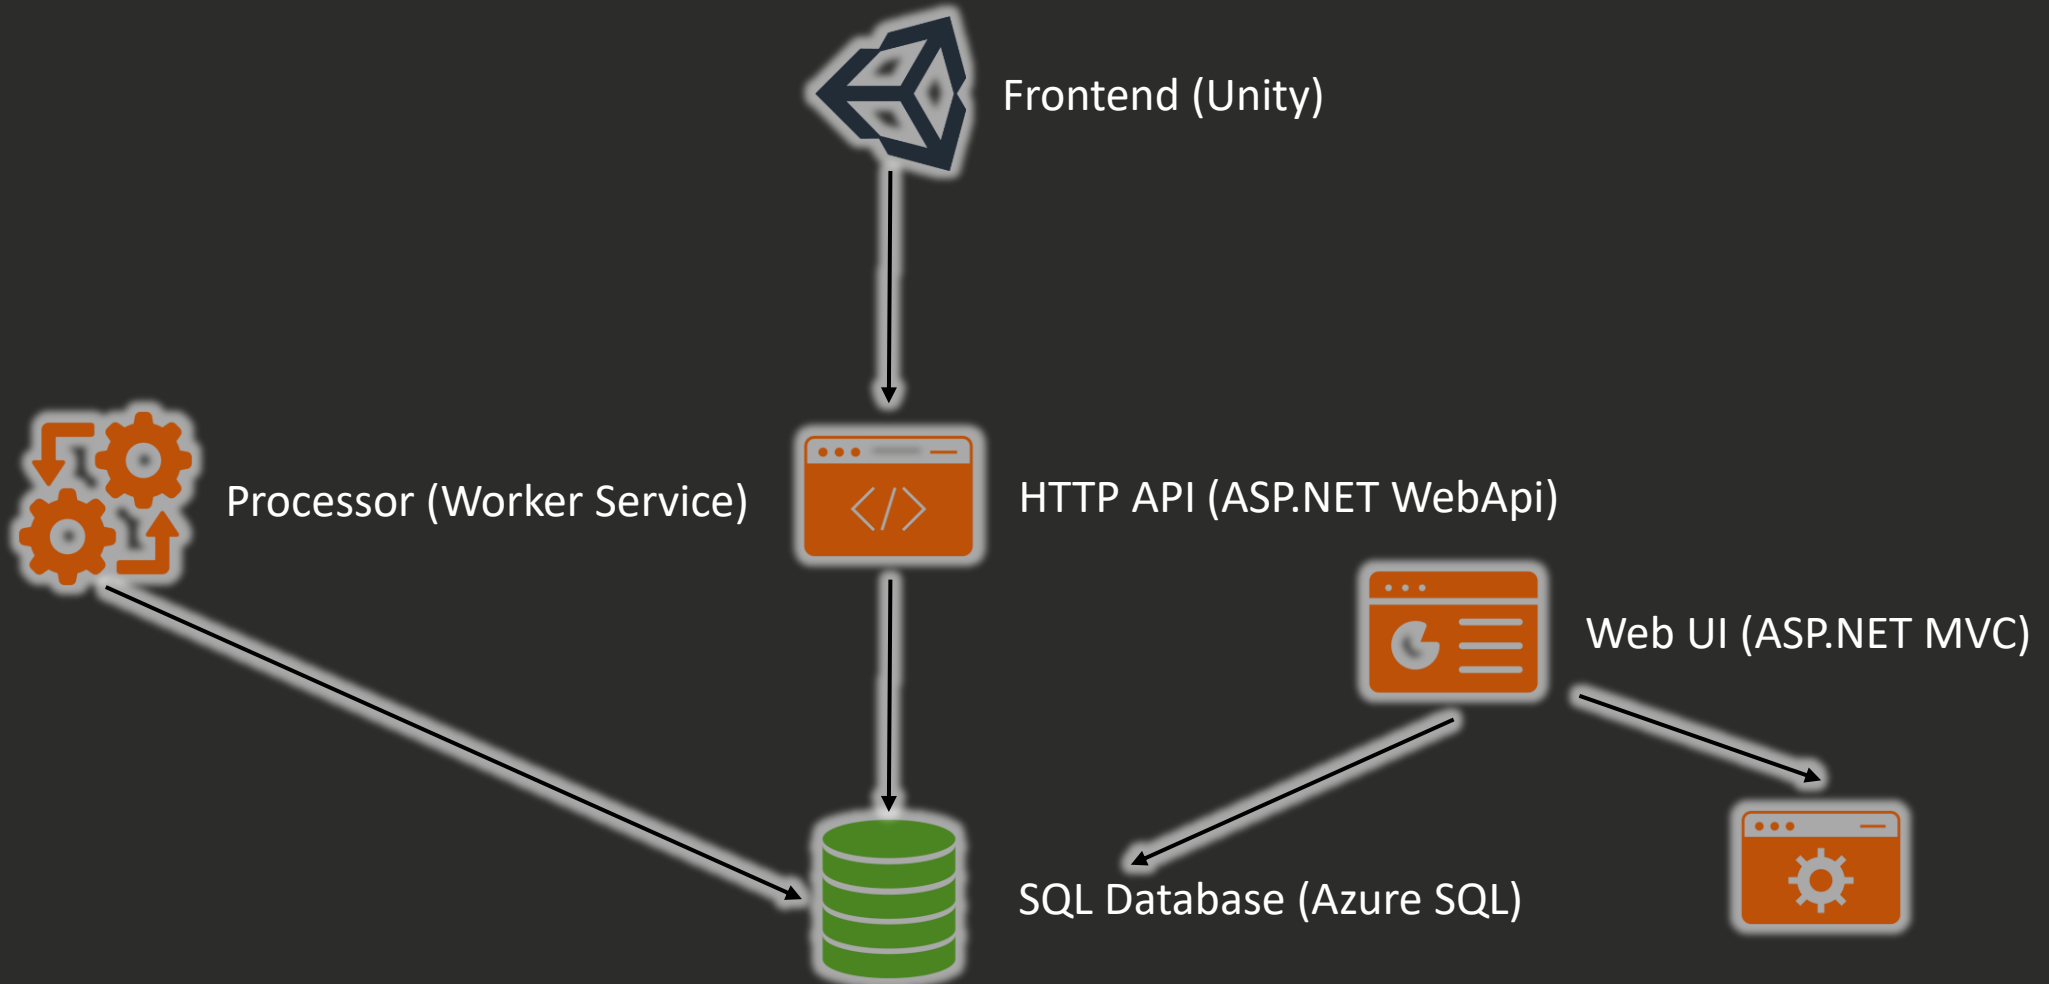 Frontend (Unity)
Processor (Worker Service)
HTTP API (ASP.NET WebApi)
Web UI (ASP.NET MVC)
SQL Database (Azure SQL)